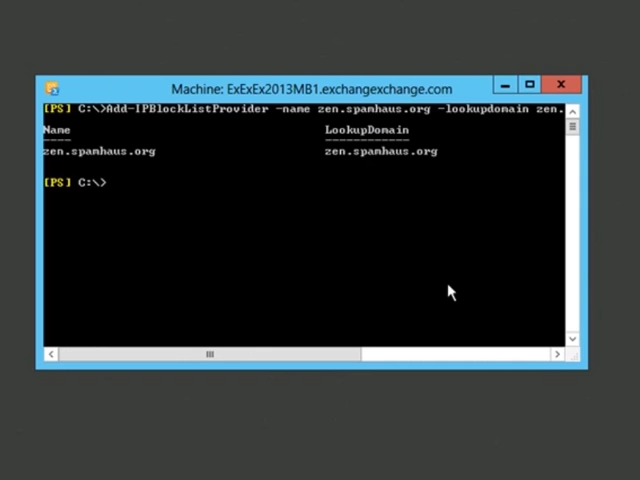 Machine: ExExEx2013MB1.exchangexchange.com
[PS] C:\>Add-IPBlockListProvider -name zen.spamhaus.org -lookupdomain zen.
Name LookupDomain
---- ------------
zen.spamhaus.org zen.spamhaus.org
[PS] C:\>